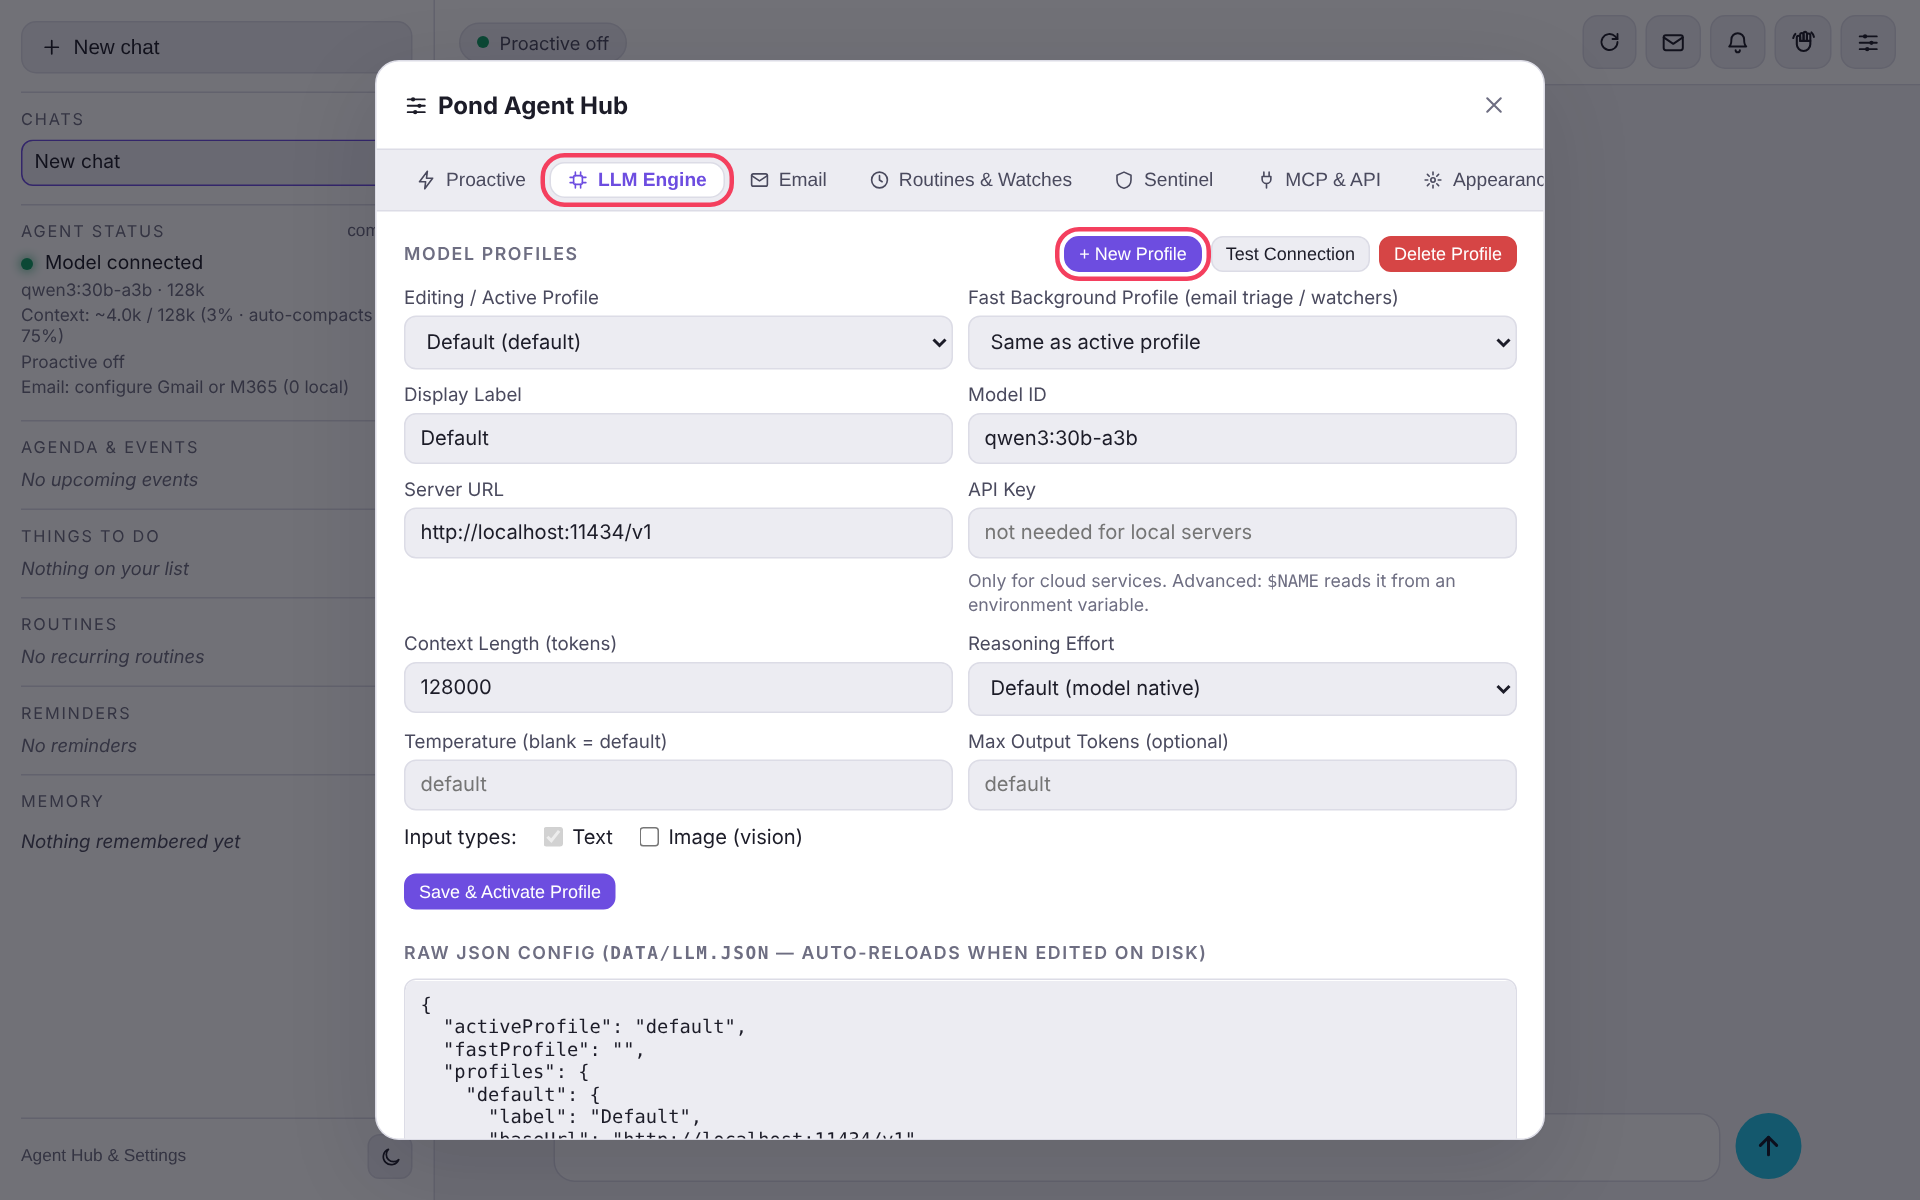 New chat
Proactive off
CHATS
New chat
AGENT STATUS
Model connected
qwen3:30b-a3b · 128k
Context: ~4.0k / 128k (3% · auto-compacts
75%)
Proactive off
Email: configure Gmail or M365 (0 local)
AGENDA & EVENTS
No upcoming events
THINGS TO DO
Nothing on your list
ROUTINES
No recurring routines
REMINDERS
No reminders
MEMORY
Nothing remembered yet
Agent Hub & Settings
Pond Agent Hub
Proactive
LLM Engine
Email
Routines & Watches
Sentinel
MCP & API
Appearanc
MODEL PROFILES
+ New Profile
Test Connection
Delete Profile
Editing / Active Profile
Default (default)
Fast Background Profile (email triage / watchers)
Same as active profile
Display Label
Default
Model ID
qwen3:30b-a3b
Server URL
http://localhost:11434/v1
API Key
not needed for local servers
Only for cloud services. Advanced: $NAME reads it from an
environment variable.
Context Length (tokens)
128000
Reasoning Effort
Default (model native)
Temperature (blank = default)
default
Max Output Tokens (optional)
default
Input types:
Text
Image (vision)
Save & Activate Profile
RAW JSON CONFIG (DATA/LLM.JSON — AUTO-RELOADS WHEN EDITED ON DISK)
{
"activeProfile": "default",
"fastProfile": "",
"profiles": {
"default": {
"label": "Default",
"baseUrl": "http://localhost:11434/v1"